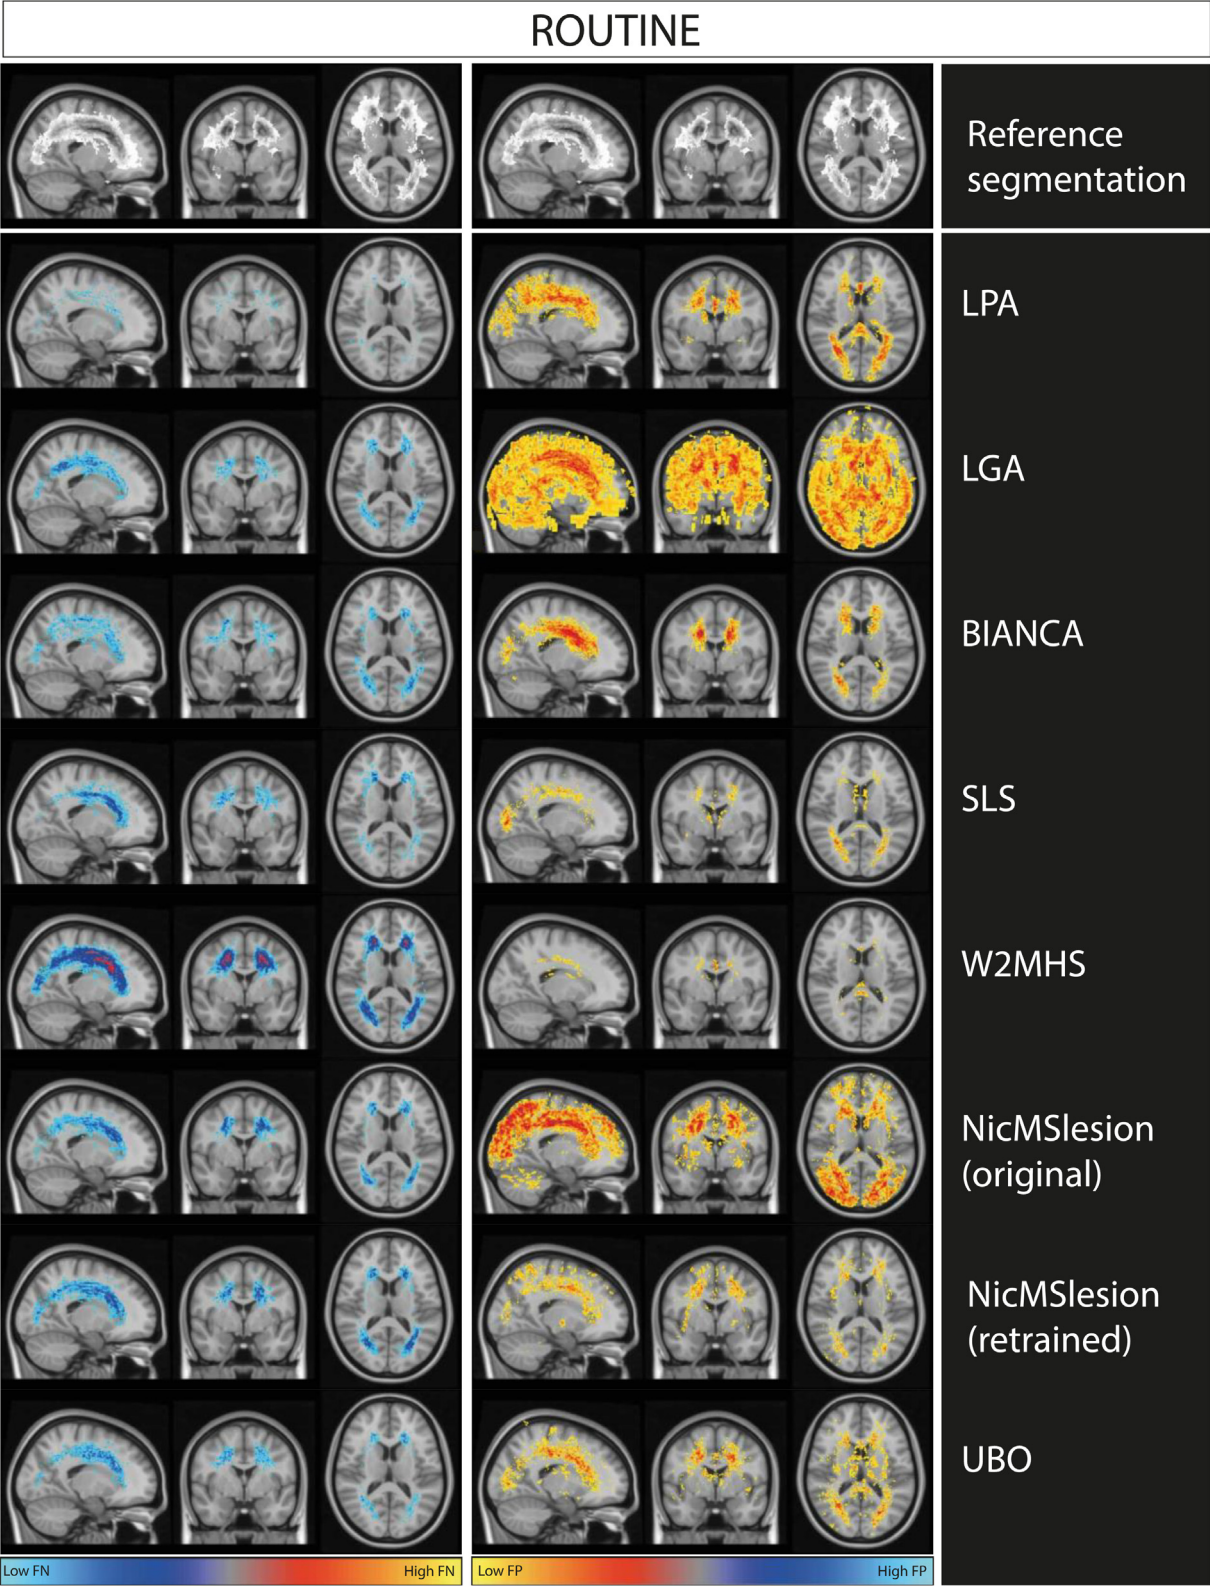 ROUTINE
Reference
segmentation
LPA
LGA
BIANCA
SLS
W2MHS
NicMSlesion
(original)
NicMSlesion
(retrained)
UBO
Low FN
High FN
Low FP
High FP